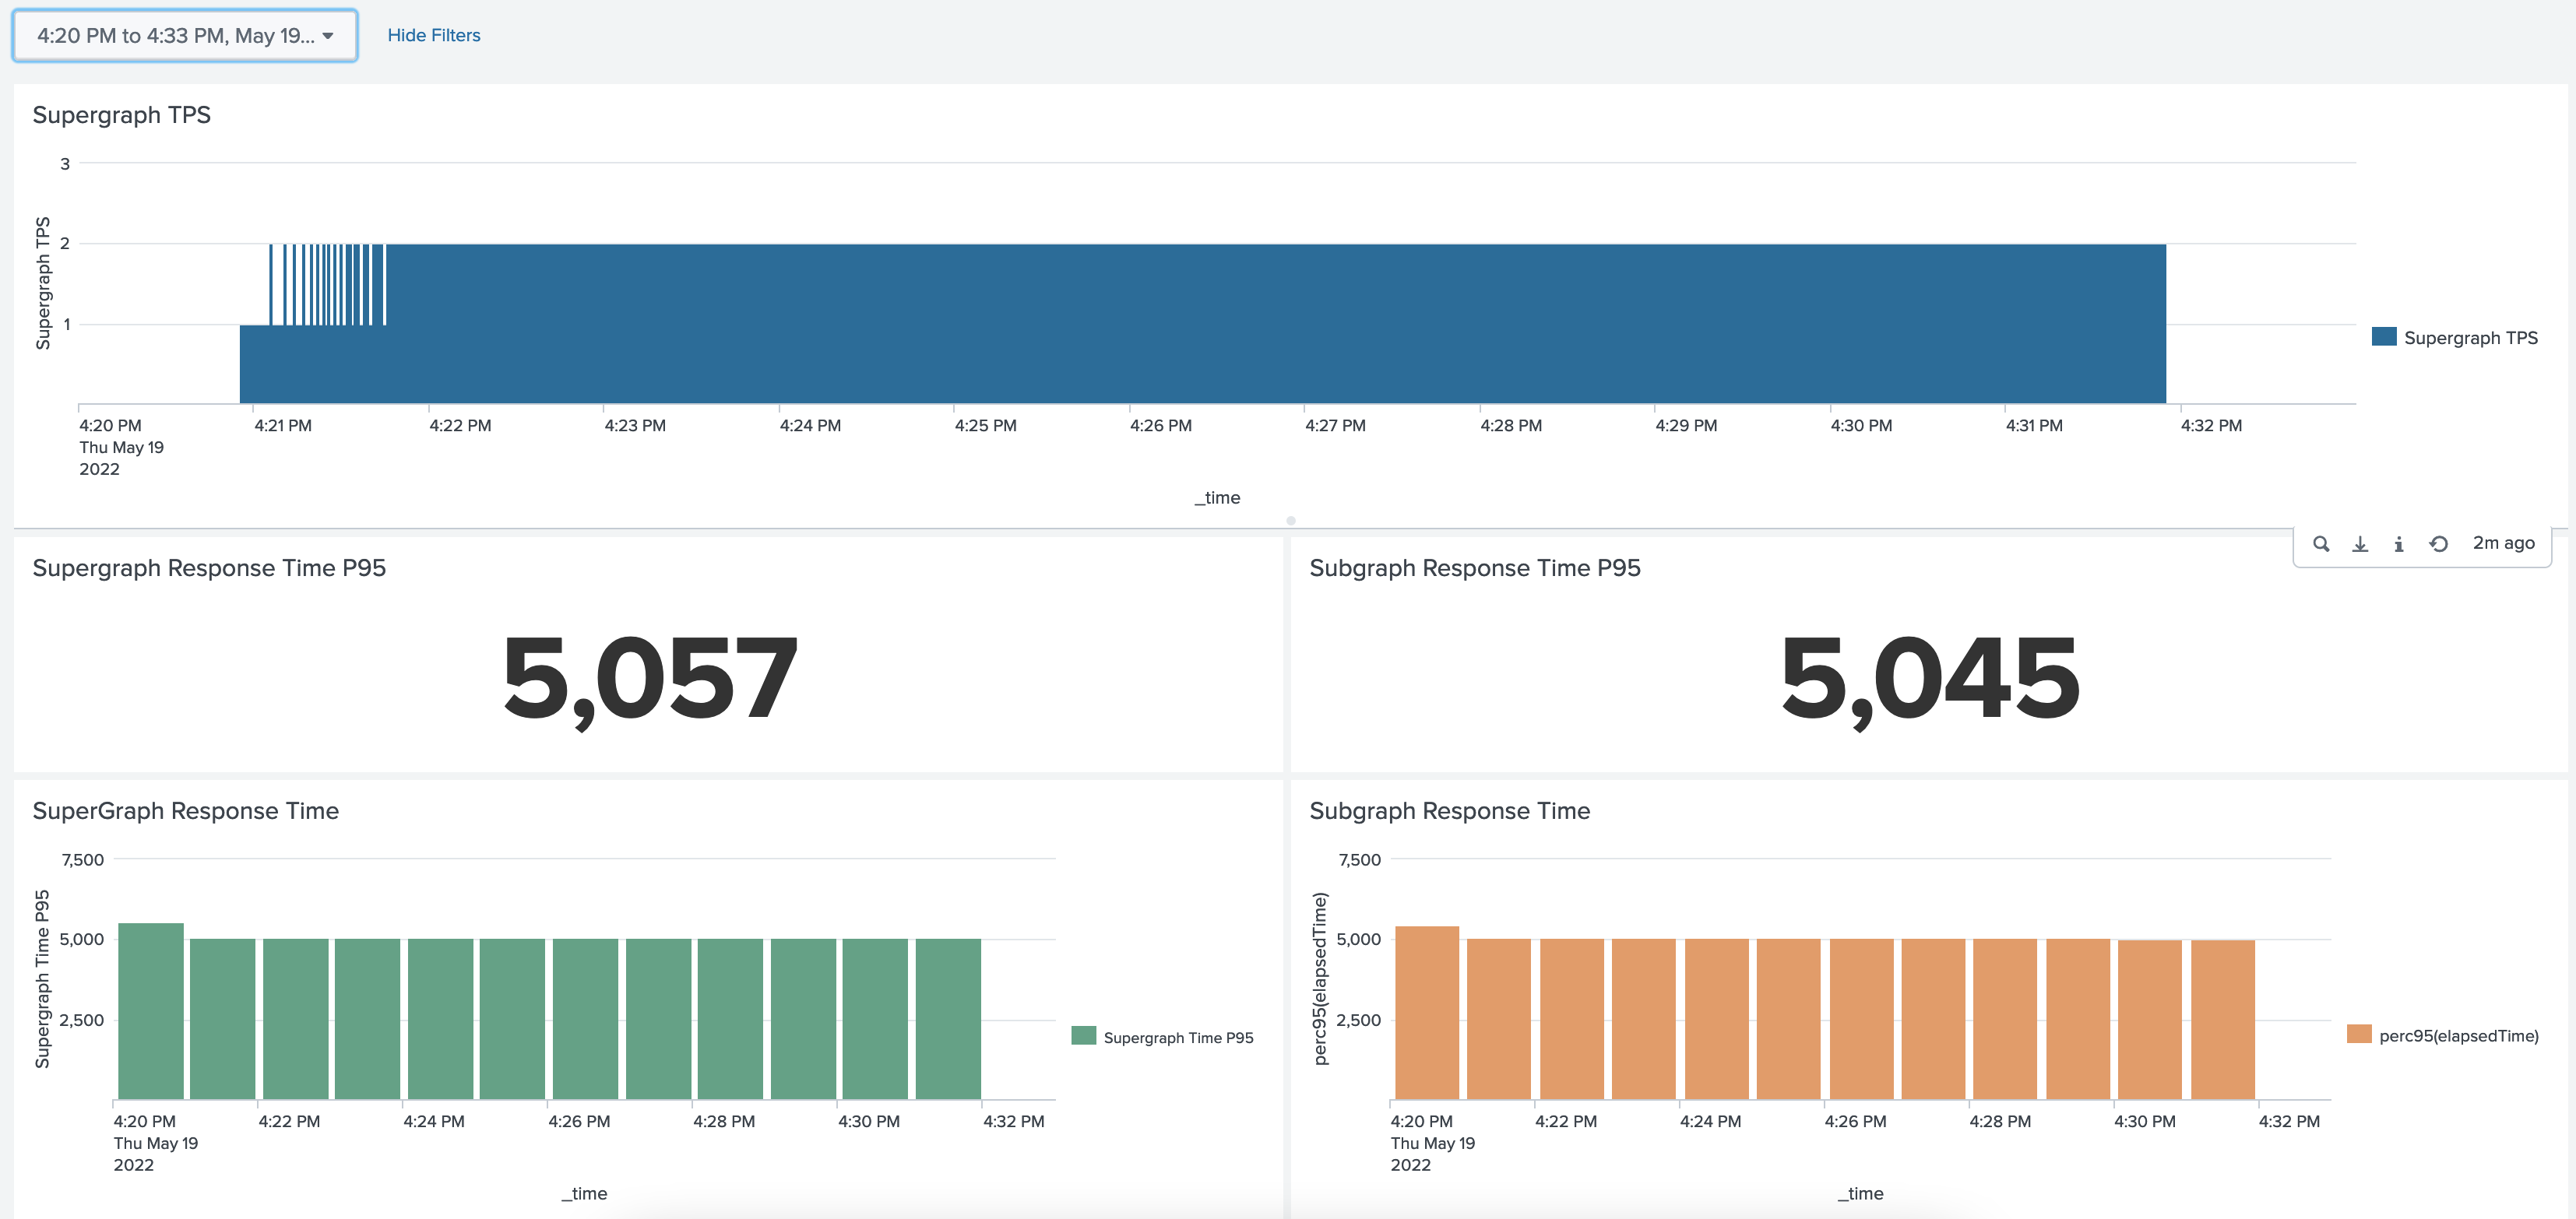 4:20 PM to 4:33 PM, May 19...
Hide Filters
Supergraph TPS
3
2
1
Supergraph TPS
Supergraph TPS
4:20 PM 4:21 PM 4:22 PM 4:23 PM 4:24 PM 4:25 PM 4:26 PM 4:27 PM 4:28 PM 4:29 PM 4:30 PM 4:31 PM 4:32 PM
Thu May 19
2022
_time
2m ago
Supergraph Response Time P95
5,057
Subgraph Response Time P95
5,045
SuperGraph Response Time
7,500
5,000
2,500
Supergraph Time P95
Supergraph Time P95
4:20 PM 4:22 PM 4:24 PM 4:26 PM 4:28 PM 4:30 PM 4:32 PM
Thu May 19
2022
_time
Subgraph Response Time
7,500
5,000
2,500
perc95(elapsedTime)
perc95(elapsedTime)
4:20 PM 4:22 PM 4:24 PM 4:26 PM 4:28 PM 4:30 PM 4:32 PM
Thu May 19
2022
_time